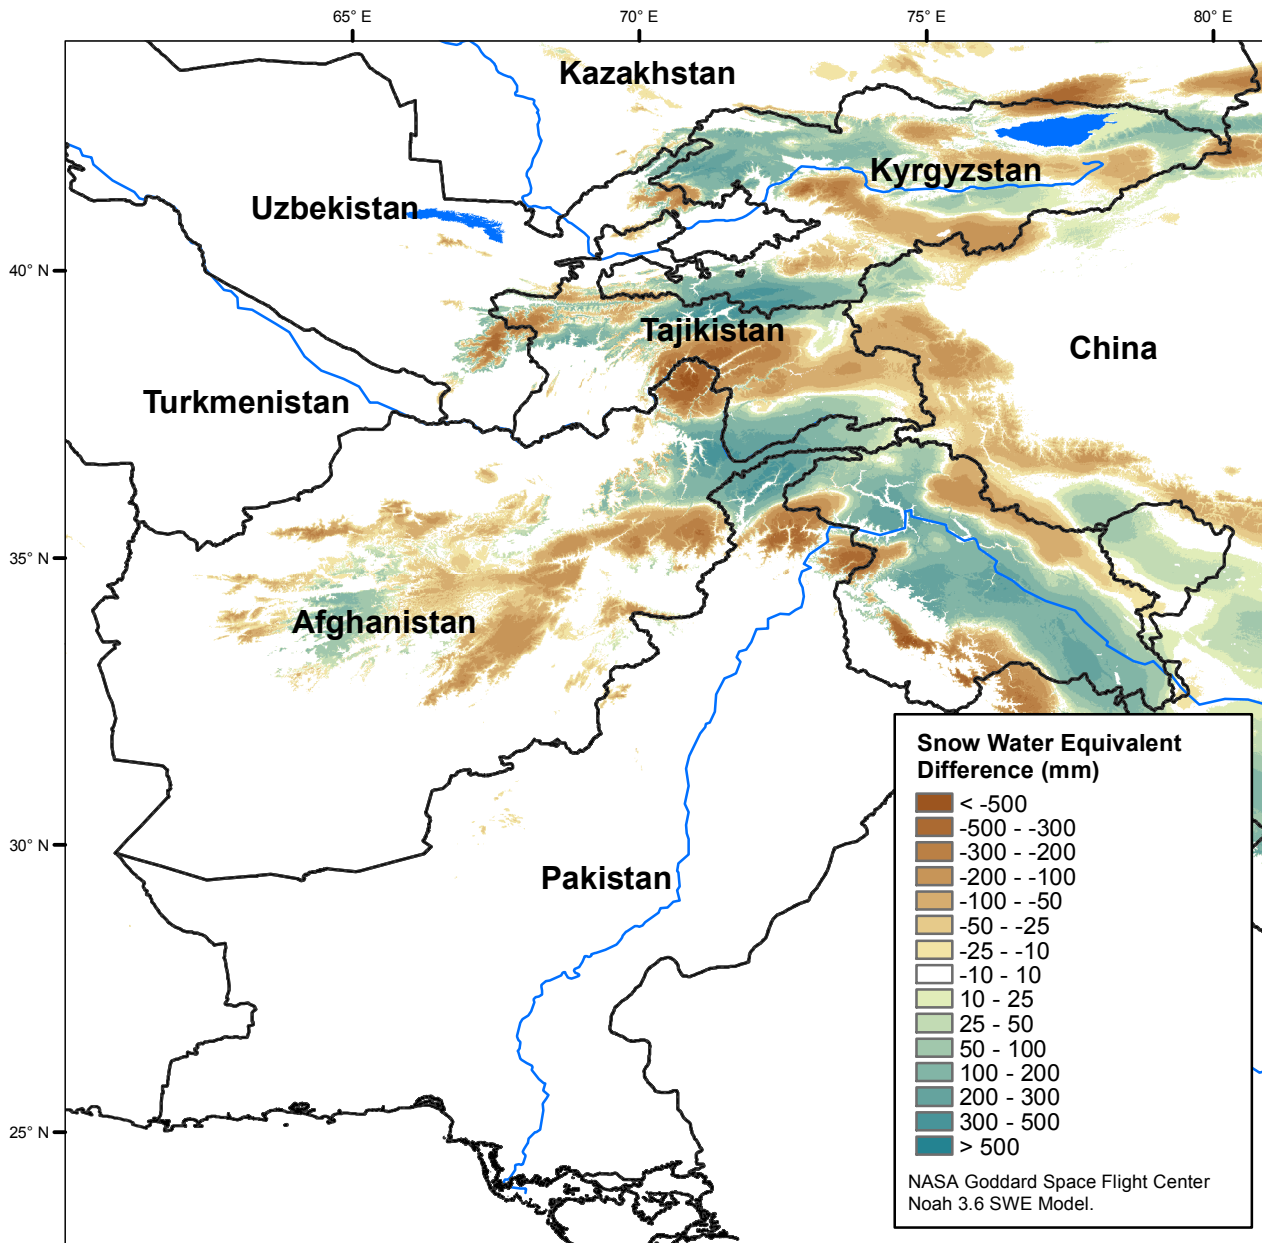 65° E
70° E
75° E
80° E
Kazakhstan
Kyrgyzstan
Uzbekistan
40° N
Tajikistan
China
Turkmenistan
35° N
Afghanistan
Snow Water Equivalent
Difference (mm)
< -500
-500 - -300
-300 - -200
-200 - -100
-100 - -50
-50 - -25
-25 - -10
-10 - 10
10 - 25
25 - 50
50 - 100
100 - 200
200 - 300
300 - 500
> 500
30° N
Pakistan
25° N
NASA Goddard Space Flight Center
Noah 3.6 SWE Model.